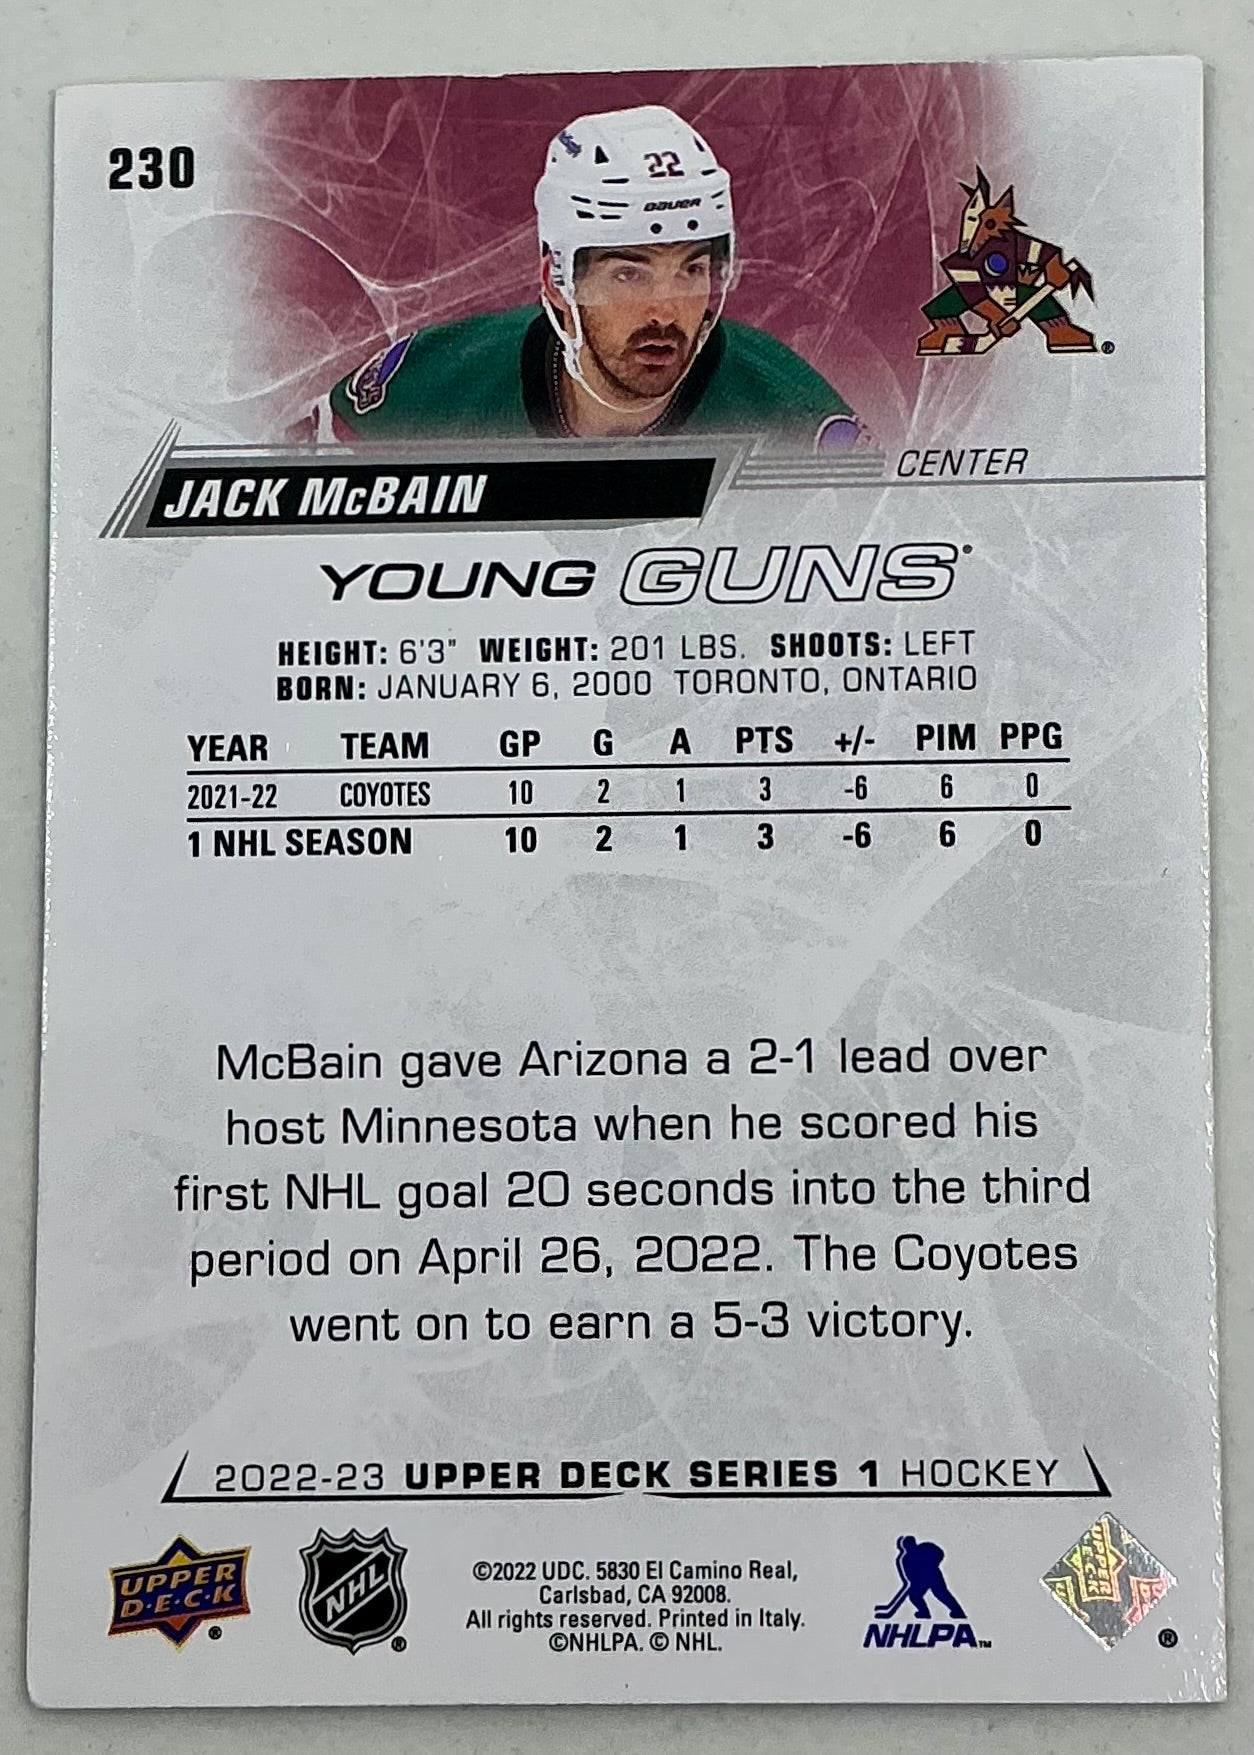 230
22
BAUER
JACK McBAIN
CENTER
YOUNG GUNS®
HEIGHT: 6'3" WEIGHT: 201 LBS. SHOOTS: LEFT
BORN: JANUARY 6, 2000 TORONTO, ONTARIO
YEAR TEAM GP G A PTS +/- PIM PPG
2021-22 COYOTES 10 2 1 3 -6 6 0
1 NHL SEASON 10 2 1 3 -6 6 0
McBain gave Arizona a 2-1 lead over
host Minnesota when he scored his
first NHL goal 20 seconds into the third
period on April 26, 2022. The Coyotes
went on to earn a 5-3 victory.
2022-23 UPPER DECK SERIES 1 HOCKEY
UPPER
D·E·C·K
®
NHL
®
©2022 UDC. 5830 El Camino Real,
Carlsbad, CA 92008.
All rights reserved. Printed in Italy.
©NHLPA. © NHL.
NHLPA™
UPPER
D·E·C·K
®